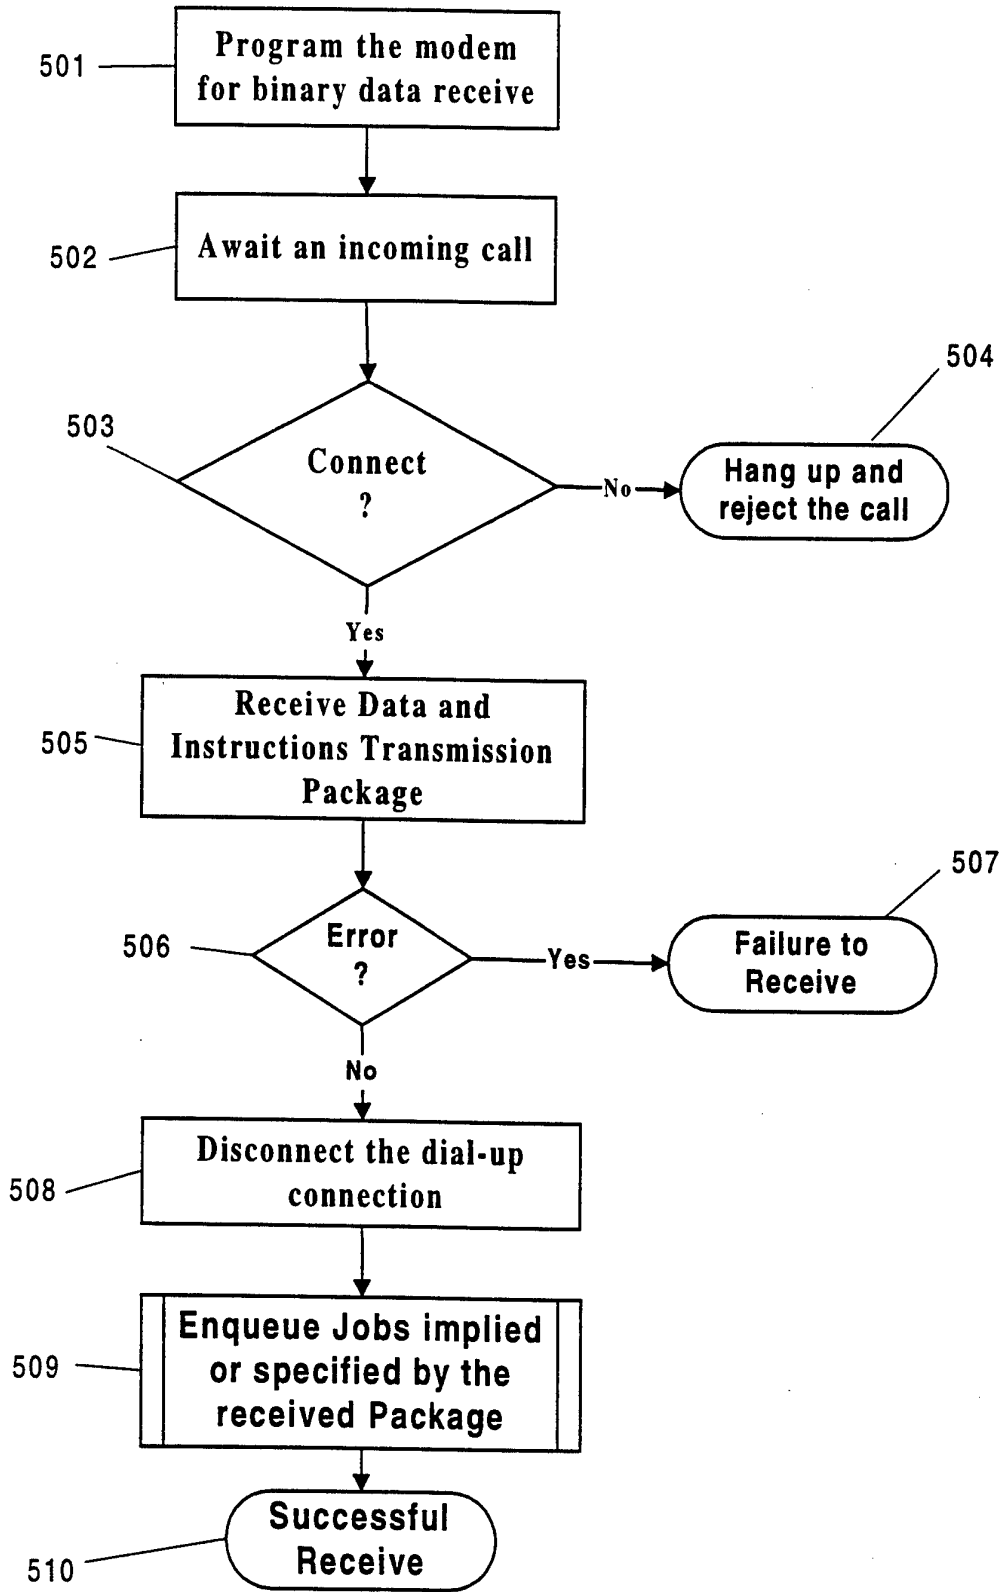 501
Program the modem
for binary data receive
502
Await an incoming call
503
Connect
?
No
504
Hang up and
reject the call
Yes
505
Receive Data and
Instructions Transmission
Package
506
Error
?
Yes
507
Failure to
Receive
No
508
Disconnect the dial-up
connection
509
Enqueue Jobs implied
or specified by the
received Package
510
Successful
Receive